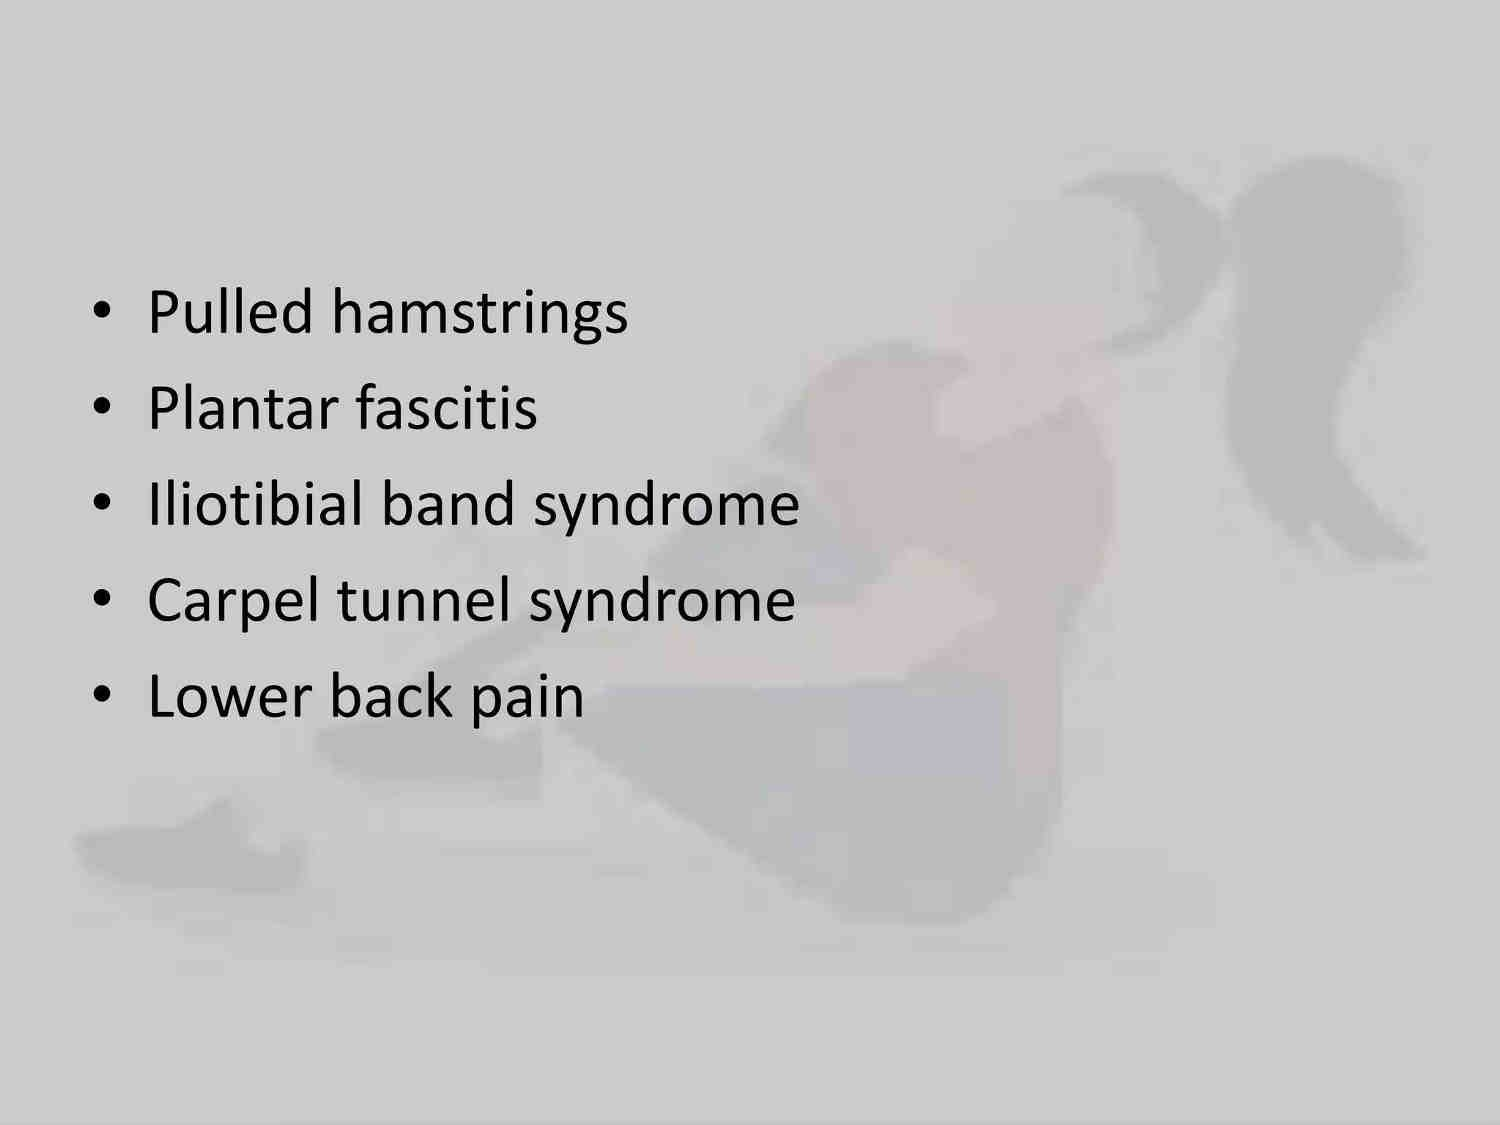 • Pulled hamstrings
• Plantar fascitis
• Iliotibial band syndrome
• Carpel tunnel syndrome
• Lower back pain